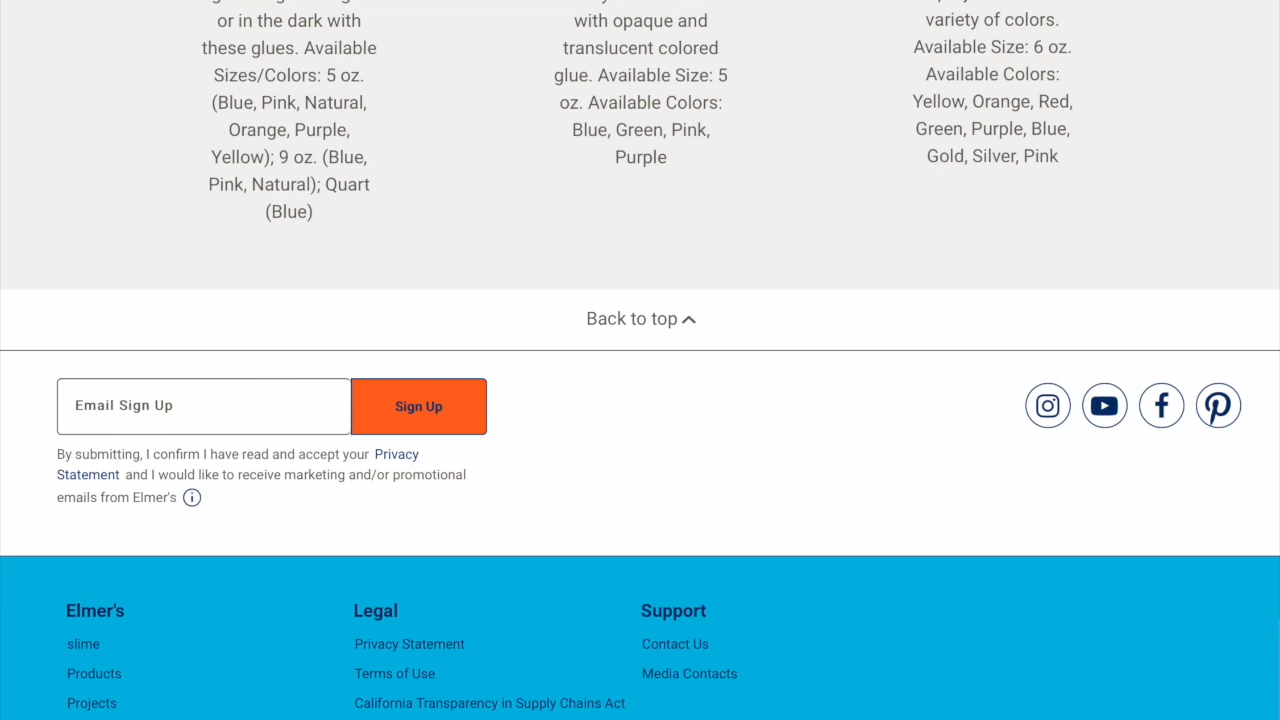 or in the dark with
these glues. Available
Sizes/Colors: 5 oz.
(Blue, Pink, Natural,
Orange, Purple,
Yellow); 9 oz. (Blue,
Pink, Natural); Quart
(Blue)
with opaque and
translucent colored
glue. Available Size: 5
oz. Available Colors:
Blue, Green, Pink,
Purple
variety of colors.
Available Size: 6 oz.
Available Colors:
Yellow, Orange, Red,
Green, Purple, Blue,
Gold, Silver, Pink
Back to top
Email Sign Up
Sign Up
By submitting, I confirm I have read and accept your Privacy
Statement and I would like to receive marketing and/or promotional
emails from Elmer's
Elmer's
slime
Products
Projects
Legal
Privacy Statement
Terms of Use
California Transparency in Supply Chains Act
Support
Contact Us
Media Contacts